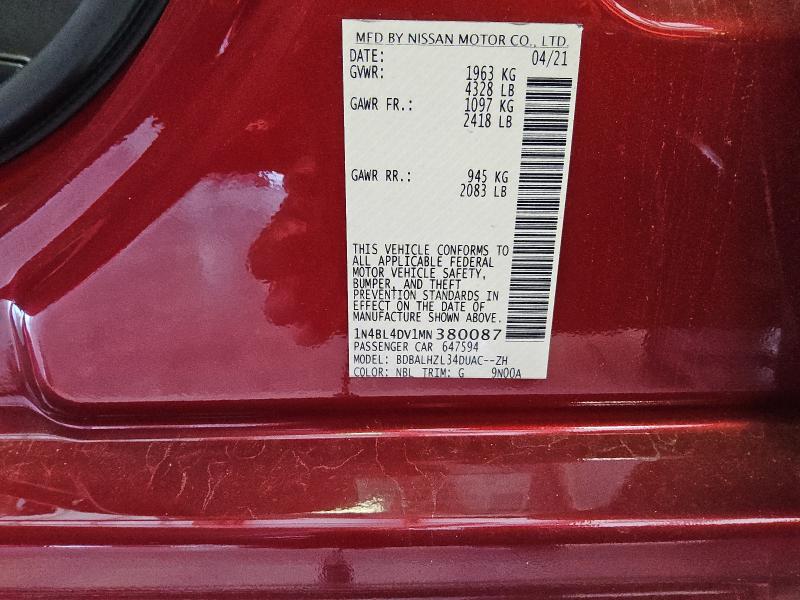 MFD BY NISSAN MOTOR CO., LTD.
DATE: 04/21
GVWR: 1963 KG
4328 LB
GAWR FR.: 1097 KG
2418 LB
GAWR RR.: 945 KG
2083 LB
THIS VEHICLE CONFORMS TO
ALL APPLICABLE FEDERAL
MOTOR VEHICLE SAFETY,
BUMPER, AND THEFT
PREVENTION STANDARDS IN
EFFECT ON THE DATE OF
MANUFACTURE SHOWN ABOVE.
1N4BL4DV1MN380087
PASSENGER CAR 647594
MODEL: BDBALHZL34DUAC--ZH
COLOR: NBL TRIM: G 9N00A